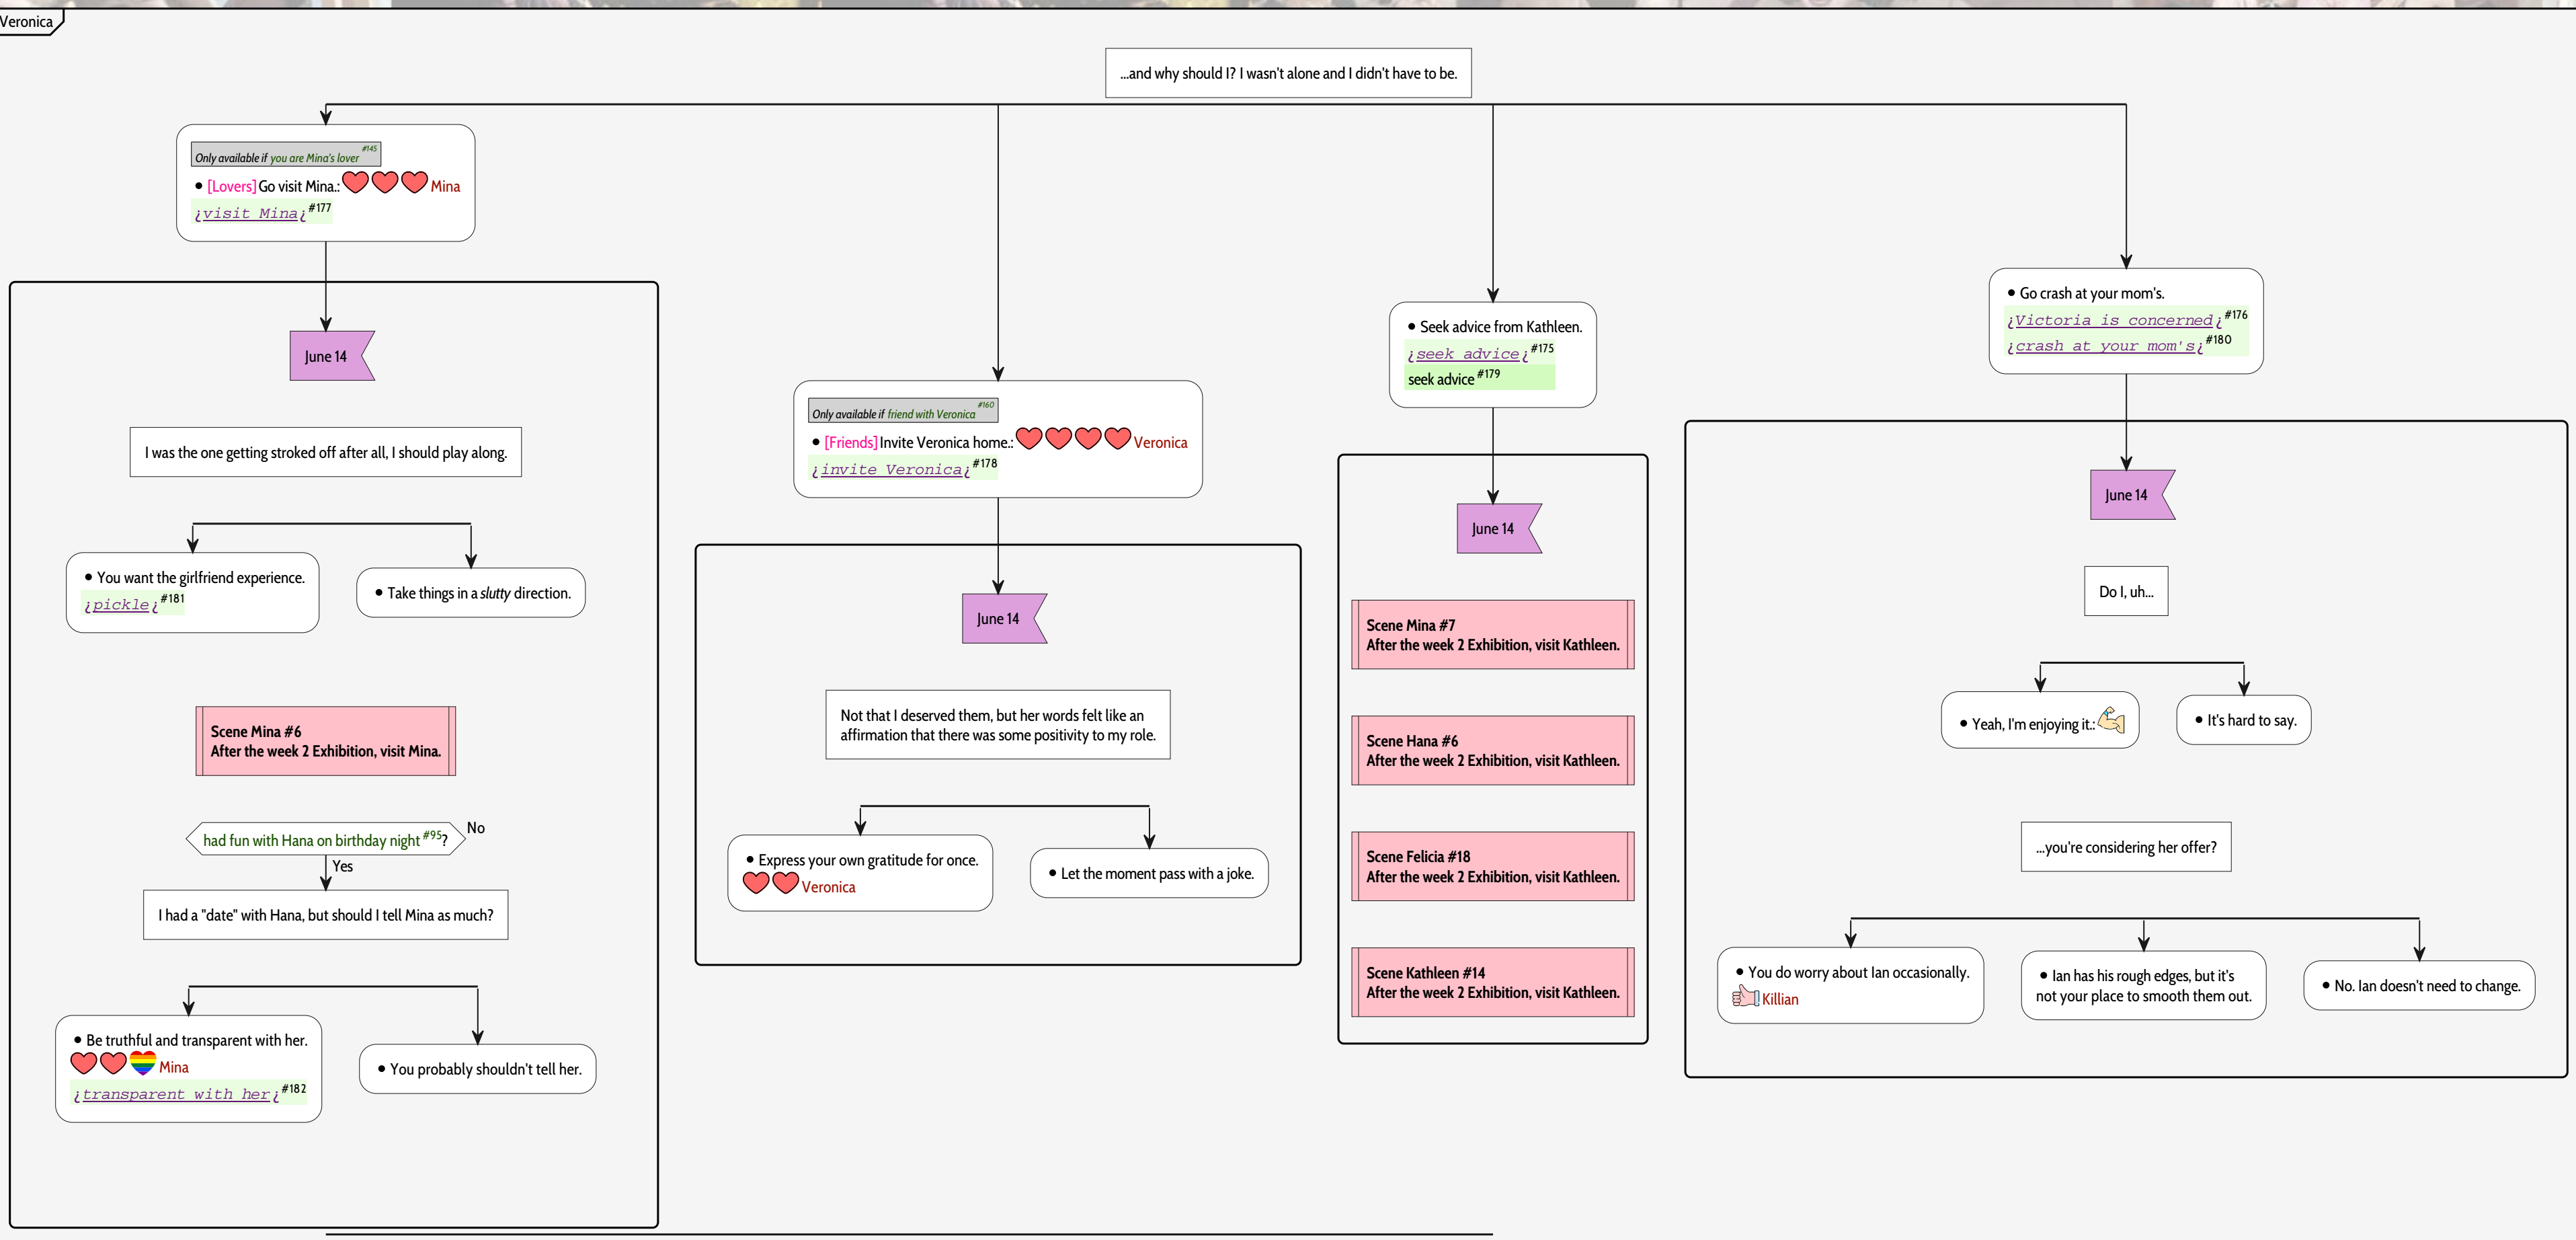 Veronica
...and why should I? I wasn't alone and I didn't have to be.
Only available if you are Mina's lover #145
• [Lovers] Go visit Mina.: Mina
¿visit Mina¿ #177
June 14
I was the one getting stroked off after all, I should play along.
• You want the girlfriend experience.
¿pickle¿ #181
• Take things in a slutty direction.
Scene Mina #6
After the week 2 Exhibition, visit Mina.
had fun with Hana on birthday night #95?
No
Yes
I had a "date" with Hana, but should I tell Mina as much?
• Be truthful and transparent with her.
Mina
¿transparent with her¿ #182
• You probably shouldn't tell her.
Only available if friend with Veronica #160
• [Friends] Invite Veronica home.: Veronica
¿invite Veronica¿ #178
June 14
Not that I deserved them, but her words felt like an
affirmation that there was some positivity to my role.
• Express your own gratitude for once.
Veronica
• Let the moment pass with a joke.
• Seek advice from Kathleen.
¿seek advice¿ #175
seek advice #179
June 14
Scene Mina #7
After the week 2 Exhibition, visit Kathleen.
Scene Hana #6
After the week 2 Exhibition, visit Kathleen.
Scene Felicia #18
After the week 2 Exhibition, visit Kathleen.
Scene Kathleen #14
After the week 2 Exhibition, visit Kathleen.
• Go crash at your mom's.
¿Victoria is concerned¿ #176
¿crash at your mom's¿ #180
June 14
Do I, uh...
• Yeah, I'm enjoying it.:
• It's hard to say.
...you're considering her offer?
• You do worry about Ian occasionally.
Killian
• Ian has his rough edges, but it's
not your place to smooth them out.
• No. Ian doesn't need to change.